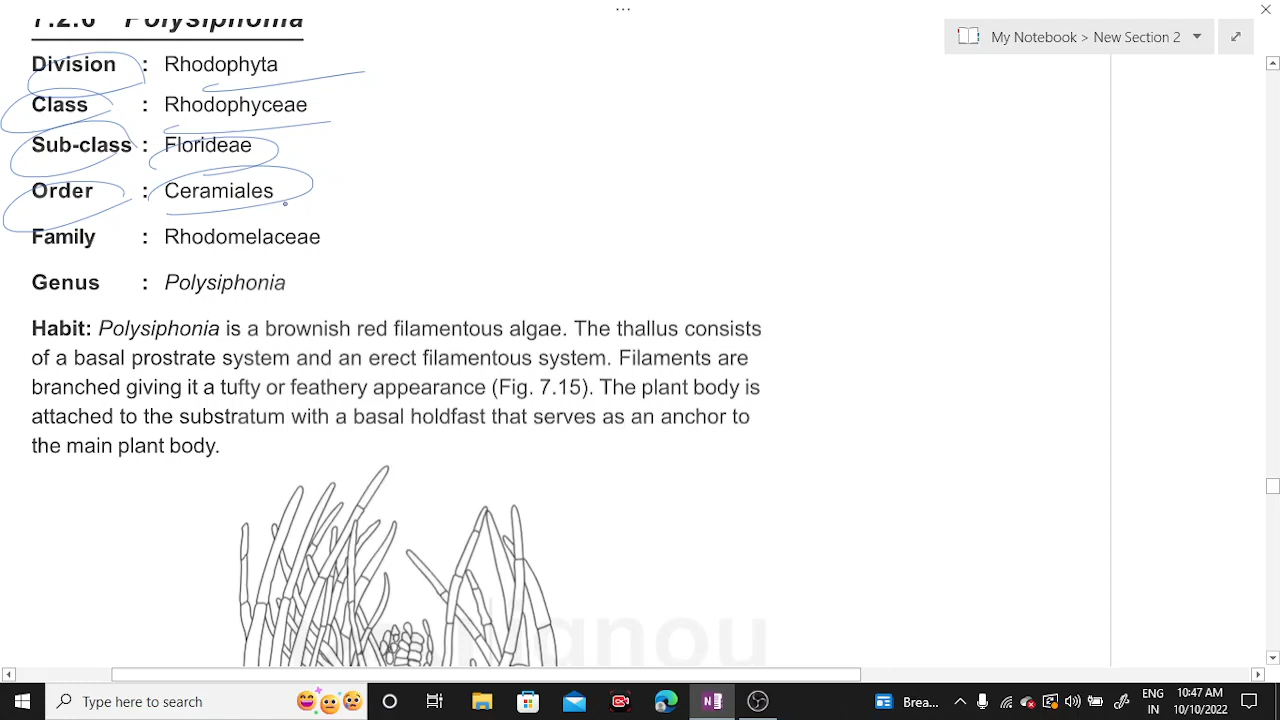 ...
7.2.6 Polysiphonia
My Notebook > New Section 2
Division : Rhodophyta
Class : Rhodophyceae
Sub-class : Florideae
Order : Ceramiales
Family : Rhodomelaceae
Genus : Polysiphonia
Habit: Polysiphonia is a brownish red filamentous algae. The thallus consists
of a basal prostrate system and an erect filamentous system. Filaments are
branched giving it a tufty or feathery appearance (Fig. 7.15). The plant body is
attached to the substratum with a basal holdfast that serves as an anchor to
the main plant body.
ignou
Type here to search
Brea...
ENG
IN
10:47 AM
10/10/2022